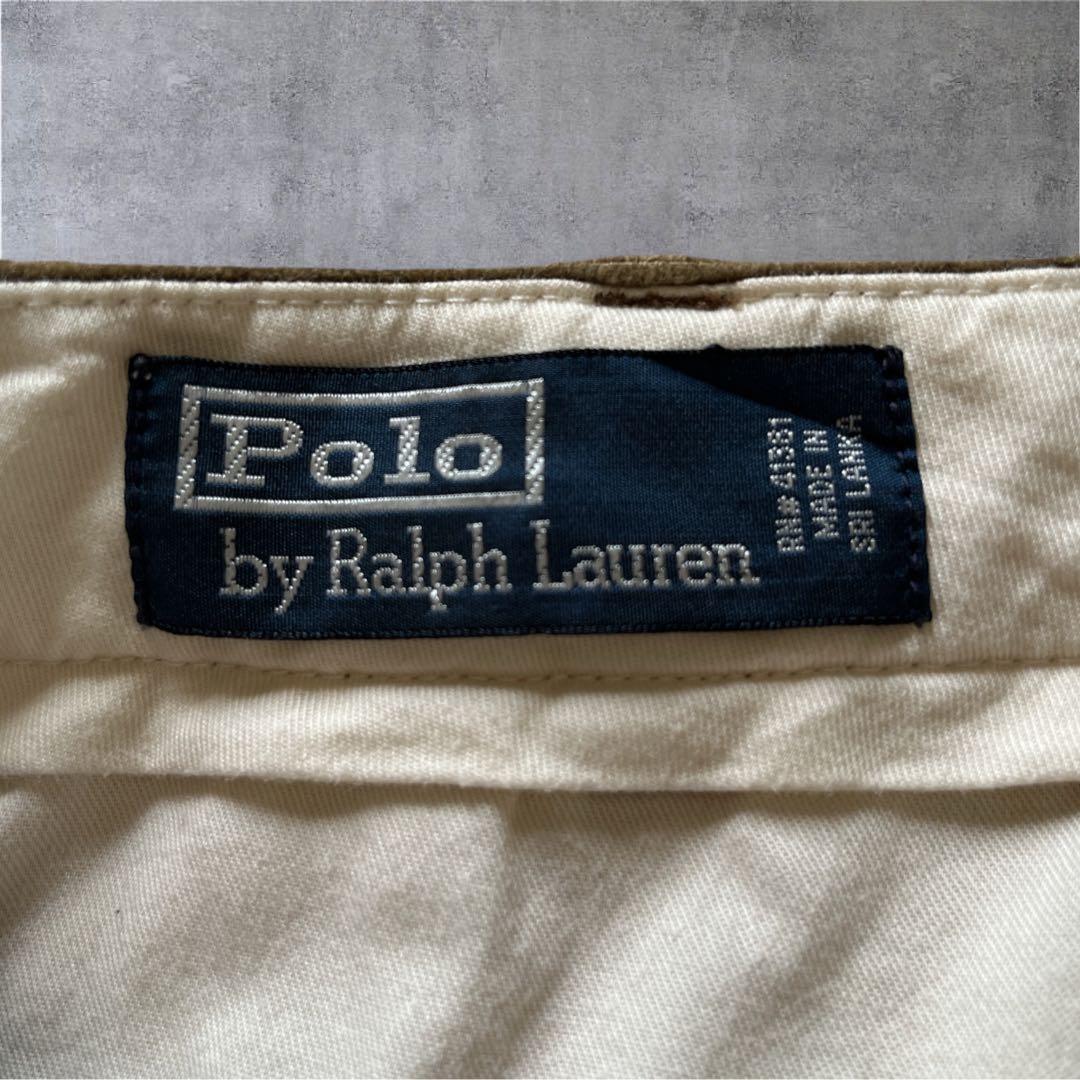 Polo
by Ralph Lauren
RN# 41381
MADE IN
SRI LANKA